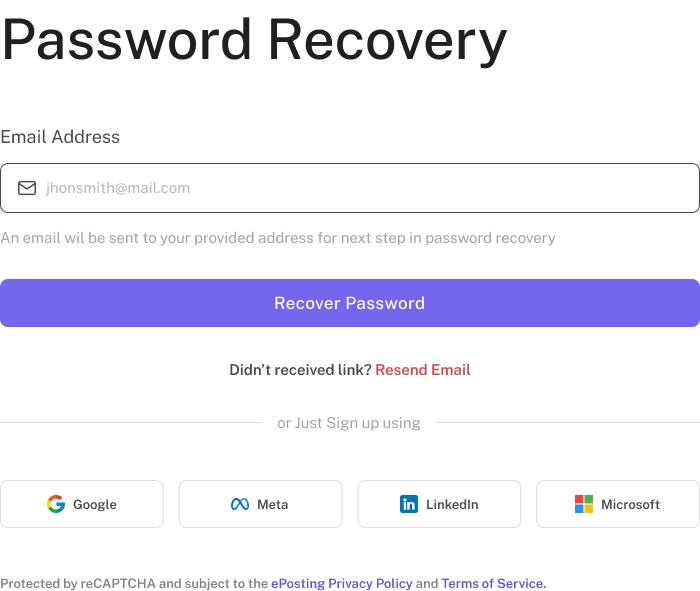 Password Recovery
Email Address
jhonsmith@mail.com
An email wil be sent to your provided address for next step in password recovery
Recover Password
Didn't received link? Resend Email
or Just Sign up using
Google Meta LinkedIn Microsoft
Protected by reCAPTCHA and subject to the ePosting Privacy Policy and Terms of Service.